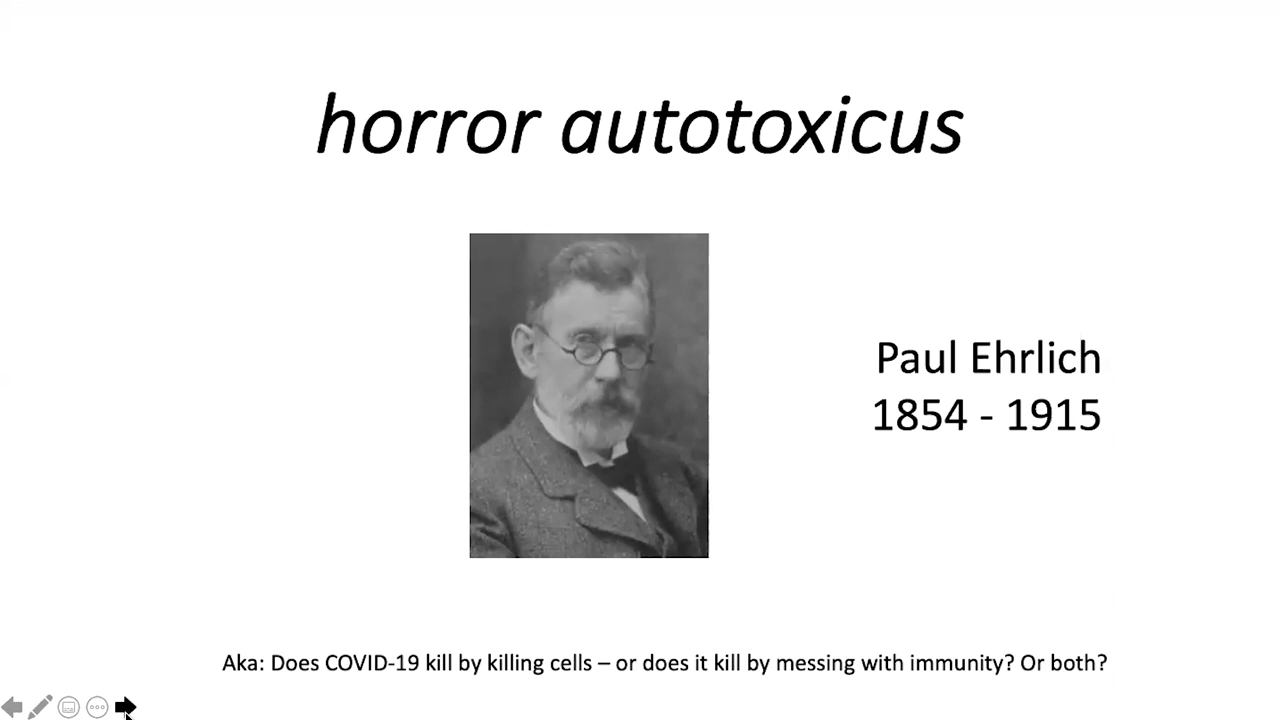 horror autotoxicus
Paul Ehrlich
1854 - 1915
Aka: Does COVID-19 kill by killing cells – or does it kill by messing with immunity? Or both?